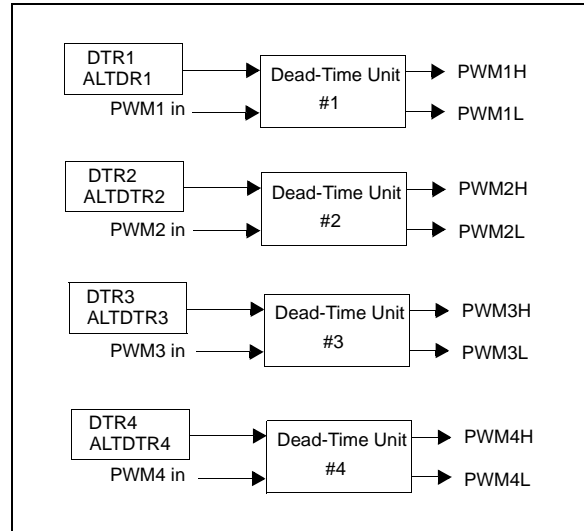 DTR1
ALTDR1
PWM1 in
Dead-Time Unit
#1
PWM1H
PWM1L
DTR2
ALTDTR2
PWM2 in
Dead-Time Unit
#2
PWM2H
PWM2L
DTR3
ALTDTR3
PWM3 in
Dead-Time Unit
#3
PWM3H
PWM3L
DTR4
ALTDTR4
PWM4 in
Dead-Time Unit
#4
PWM4H
PWM4L